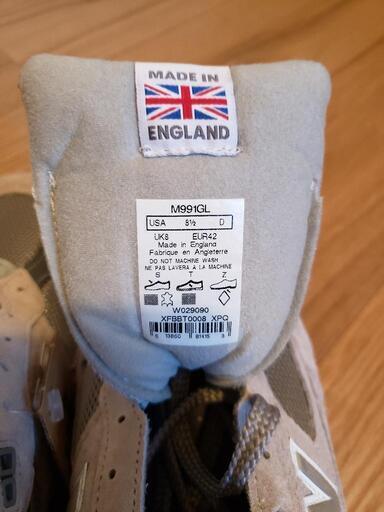 MADE IN
ENGLAND
M991GL
USA 8½ D
UK8 EUR42
Made in England
Fabrique en Angleterre
DO NOT MACHINE WASH
NE PAS LAVERA A LA MACHINE
S T Z
W029090
XFBBT0008 XPQ